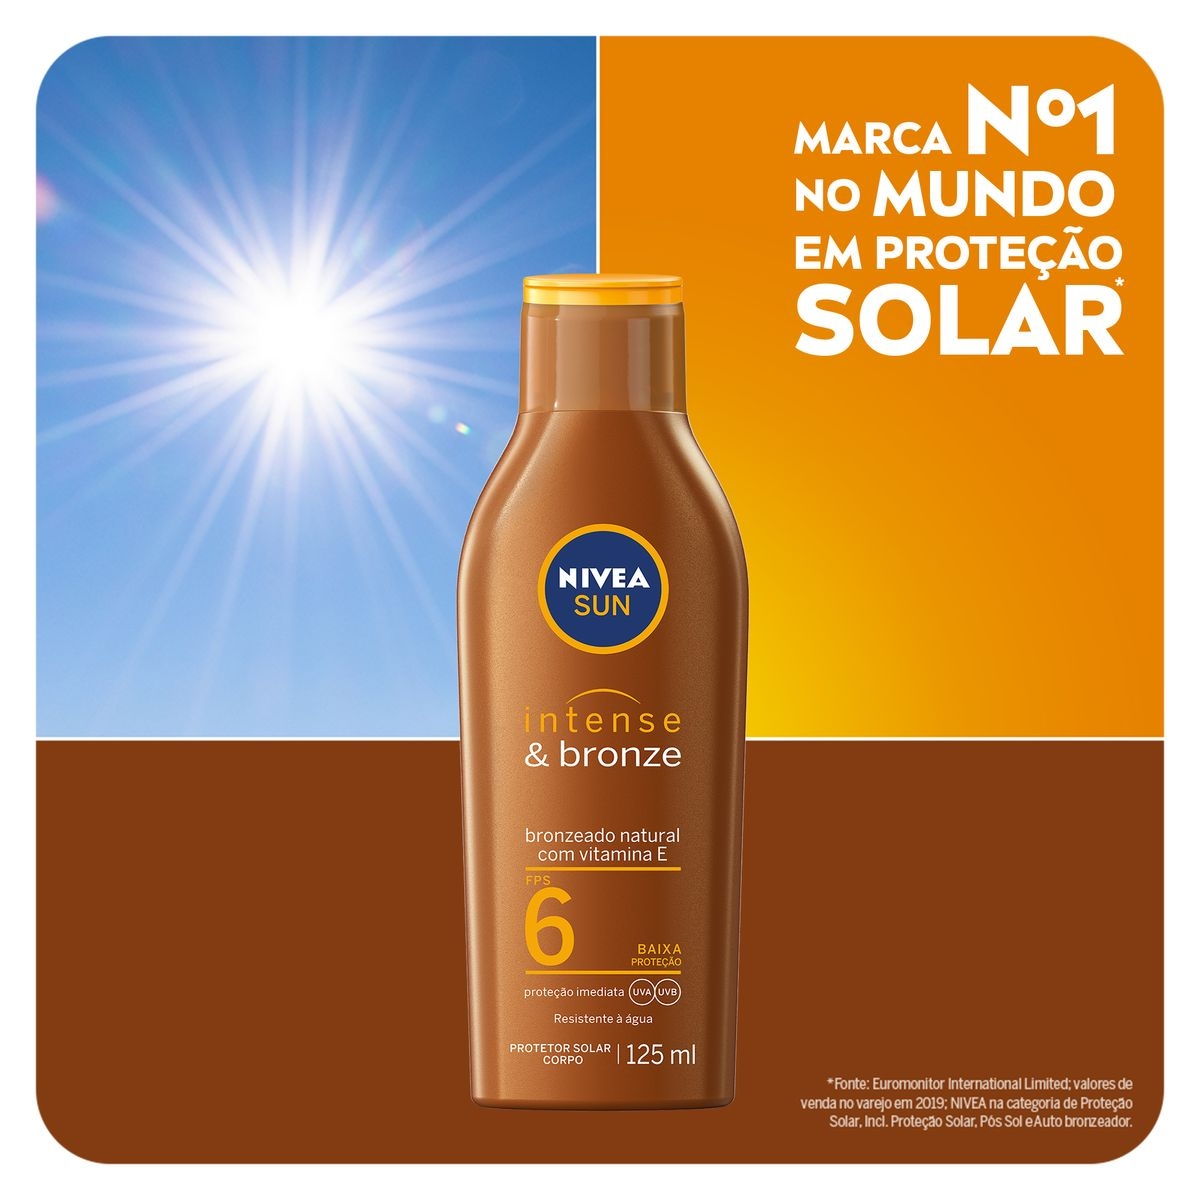 MARCA Nº1
NO MUNDO
EM PROTEÇÃO
SOLAR*
NIVEA
SUN
intense
& bronze
bronzeado natural
com vitamina E
FPS
6
BAIXA
PROTEÇÃO
proteção imediata UVA UVB
Resistente à água
PROTETOR SOLAR
CORPO | 125 ml
*Fonte: Euromonitor International Limited; valores de
venda no varejo em 2019; NIVEA na categoria de Proteção
Solar, Incl. Proteção Solar, Pós Sol e Auto bronzeador.